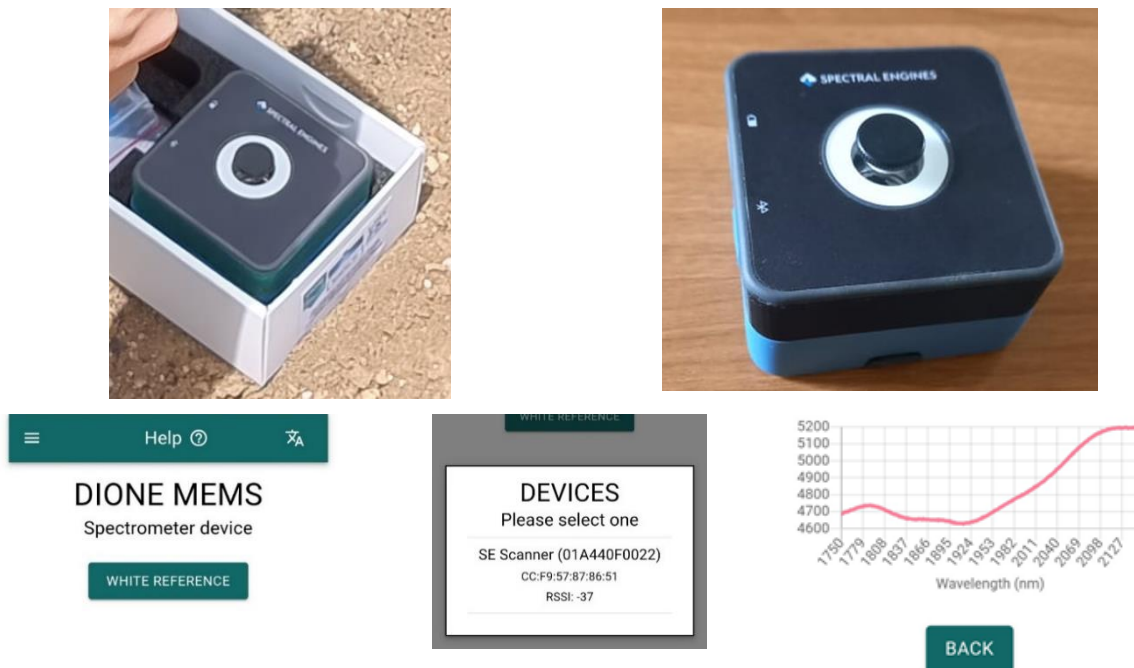 SPECTRAL ENGINES
SPECTRAL ENGINES
Help
DIONE MEMS
Spectrometer device
WHITE REFERENCE
WHITE REFERENCE
DEVICES
Please select one
SE Scanner (01A440F0022)
CC:F9:57:87:86:51
RSSI: -37
5200
5100
5000
4900
4800
4700
4600
1750
1779
1808
1837
1866
1895
1924
1953
1982
2011
2040
2069
2098
2127
Wavelength (nm)
BACK